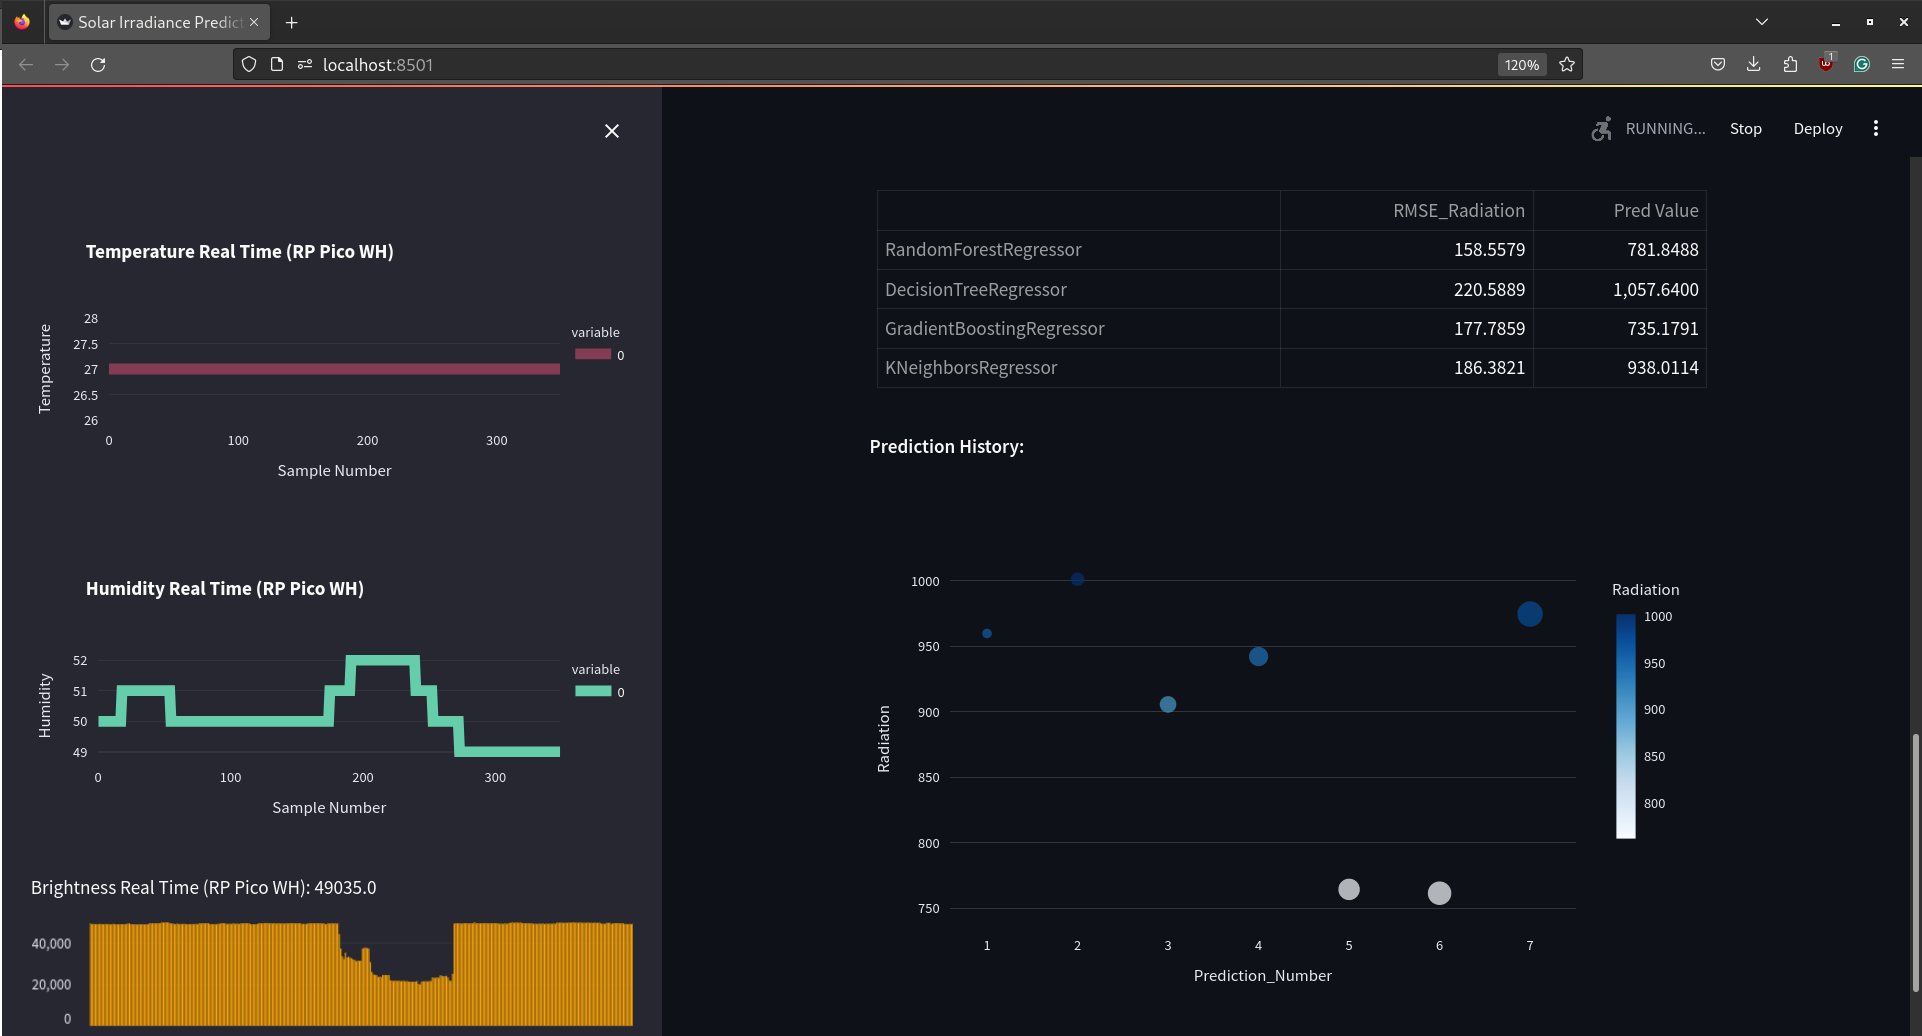 Solar Irradiance Predict
localhost:8501
120%
1
RUNNING...
Stop
Deploy
Temperature Real Time (RP Pico WH)
Temperature
28
27.5
27
26.5
26
0
100
200
300
Sample Number
variable
0
Humidity Real Time (RP Pico WH)
Humidity
52
51
50
49
0
100
200
300
Sample Number
variable
0
Brightness Real Time (RP Pico WH): 49035.0
40,000
20,000
0
RMSE_Radiation Pred Value
RandomForestRegressor 158.5579 781.8488
DecisionTreeRegressor 220.5889 1,057.6400
GradientBoostingRegressor 177.7859 735.1791
KNeighborsRegressor 186.3821 938.0114
Prediction History:
Radiation
1000
950
900
850
800
750
1
2
3
4
5
6
7
Prediction_Number
Radiation
1000
950
900
850
800